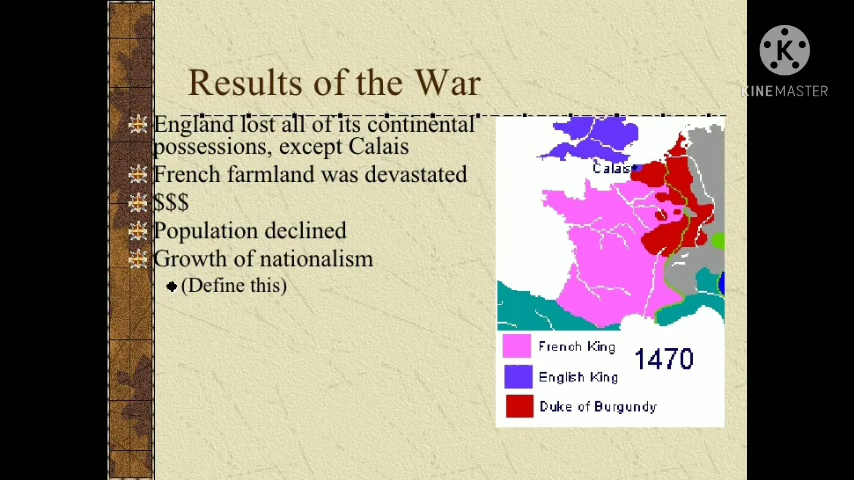 Results of the War
England lost all of its continental
possessions, except Calais
French farmland was devastated
$$$
Population declined
Growth of nationalism
(Define this)
Calais
French King
English King
Duke of Burgundy
1470
K
KINEMASTER